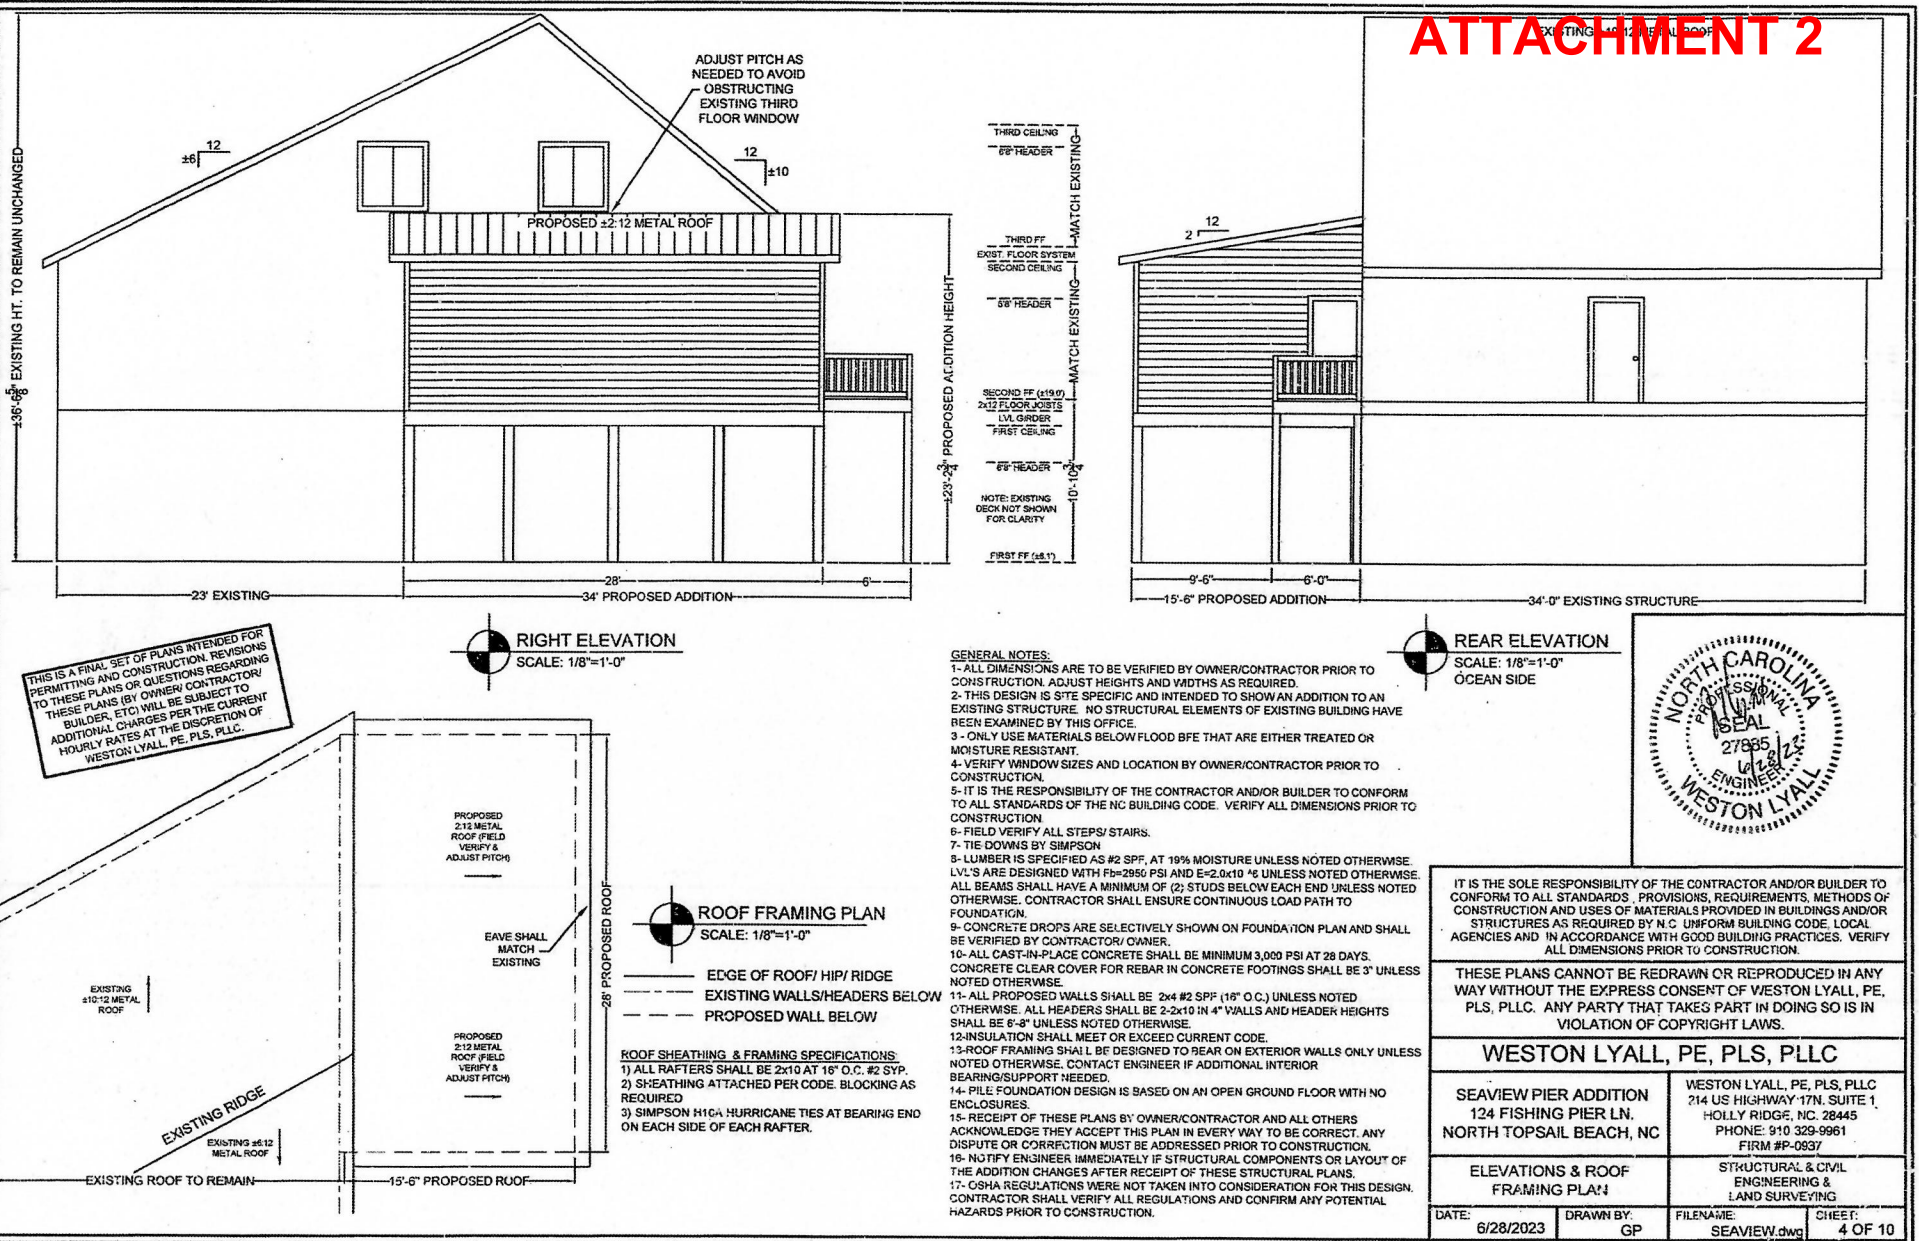 ATTACHMENT 2
ADJUST PITCH AS
NEEDED TO AVOID
OBSTRUCTING
EXISTING THIRD
FLOOR WINDOW
12
±6
12
±10
PROPOSED ±2:12 METAL ROOF
EXISTING HT. TO REMAIN UNCHANGED
±23'-2¾" PROPOSED ADDITION HEIGHT
23' EXISTING
28'
6'
34' PROPOSED ADDITION
THIRD CEILING
6'8" HEADER
THIRD FF
EXIST. FLOOR SYSTEM
SECOND CEILING
HEADER
SECOND FF (±19.0')
2x12 FLOOR JOISTS
LVL GIRDER
FIRST CEILING
6'8" HEADER
NOTE: EXISTING
DECK NOT SHOWN
FOR CLARITY
FIRST FF (±8.1')
MATCH EXISTING
MATCH EXISTING
10'-10¾"
METAL ROOF
12
2
9'-6"
6'-0"
15'-6" PROPOSED ADDITION
34'-0" EXISTING STRUCTURE
RIGHT ELEVATION
SCALE: 1/8"=1'-0"
REAR ELEVATION
SCALE: 1/8"=1'-0"
OCEAN SIDE
THIS IS A FINAL SET OF PLANS INTENDED FOR
PERMITTING AND CONSTRUCTION. REVISIONS
TO THESE PLANS OR QUESTIONS REGARDING
THESE PLANS (BY OWNER/ CONTRACTOR/
BUILDER, ETC) WILL BE SUBJECT TO
ADDITIONAL CHARGES PER THE CURRENT
HOURLY RATES AT THE DISCRETION OF
WESTON LYALL, PE, PLS, PLLC.
PROPOSED
2:12 METAL
ROOF (FIELD
VERIFY &
ADJUST PITCH)
EAVE SHALL
MATCH
EXISTING
28' PROPOSED ROOF
EXISTING
±10:12 METAL
ROOF
PROPOSED
2:12 METAL
ROOF (FIELD
VERIFY &
ADJUST PITCH)
EXISTING RIDGE
EXISTING ±6:12
METAL ROOF
EXISTING ROOF TO REMAIN
15'-6" PROPOSED ROOF
ROOF FRAMING PLAN
SCALE: 1/8"=1'-0"
EDGE OF ROOF/ HIP/ RIDGE
EXISTING WALLS/HEADERS BELOW
PROPOSED WALL BELOW
ROOF SHEATHING & FRAMING SPECIFICATIONS:
1) ALL RAFTERS SHALL BE 2x10 AT 16" O.C. #2 SYP.
2) SHEATHING ATTACHED PER CODE. BLOCKING AS
REQUIRED
3) SIMPSON H10A HURRICANE TIES AT BEARING END
ON EACH SIDE OF EACH RAFTER.
GENERAL NOTES:
1- ALL DIMENSIONS ARE TO BE VERIFIED BY OWNER/CONTRACTOR PRIOR TO
CONSTRUCTION. ADJUST HEIGHTS AND WIDTHS AS REQUIRED.
2- THIS DESIGN IS SITE SPECIFIC AND INTENDED TO SHOW AN ADDITION TO AN
EXISTING STRUCTURE. NO STRUCTURAL ELEMENTS OF EXISTING BUILDING HAVE
BEEN EXAMINED BY THIS OFFICE.
3 - ONLY USE MATERIALS BELOW FLOOD BFE THAT ARE EITHER TREATED OR
MOISTURE RESISTANT.
4- VERIFY WINDOW SIZES AND LOCATION BY OWNER/CONTRACTOR PRIOR TO
CONSTRUCTION.
5- IT IS THE RESPONSIBILITY OF THE CONTRACTOR AND/OR BUILDER TO CONFORM
TO ALL STANDARDS OF THE NC BUILDING CODE. VERIFY ALL DIMENSIONS PRIOR TO
CONSTRUCTION.
6- FIELD VERIFY ALL STEPS/ STAIRS.
7- TIE DOWNS BY SIMPSON
8- LUMBER IS SPECIFIED AS #2 SPF, AT 19% MOISTURE UNLESS NOTED OTHERWISE.
LVL'S ARE DESIGNED WITH Fb=2950 PSI AND E=2.0x10 ^6 UNLESS NOTED OTHERWISE.
ALL BEAMS SHALL HAVE A MINIMUM OF (2) STUDS BELOW EACH END UNLESS NOTED
OTHERWISE. CONTRACTOR SHALL ENSURE CONTINUOUS LOAD PATH TO
FOUNDATION.
9- CONCRETE DROPS ARE SELECTIVELY SHOWN ON FOUNDATION PLAN AND SHALL
BE VERIFIED BY CONTRACTOR/ OWNER.
10- ALL CAST-IN-PLACE CONCRETE SHALL BE MINIMUM 3,000 PSI AT 28 DAYS.
CONCRETE CLEAR COVER FOR REBAR IN CONCRETE FOOTINGS SHALL BE 3" UNLESS
NOTED OTHERWISE.
11- ALL PROPOSED WALLS SHALL BE 2x4 #2 SPF (16" O.C.) UNLESS NOTED
OTHERWISE. ALL HEADERS SHALL BE 2-2x10 IN 4" WALLS AND HEADER HEIGHTS
SHALL BE 6'-8" UNLESS NOTED OTHERWISE.
12-INSULATION SHALL MEET OR EXCEED CURRENT CODE.
13-ROOF FRAMING SHALL BE DESIGNED TO BEAR ON EXTERIOR WALLS ONLY UNLESS
NOTED OTHERWISE. CONTACT ENGINEER IF ADDITIONAL INTERIOR
BEARING/SUPPORT NEEDED.
14- PILE FOUNDATION DESIGN IS BASED ON AN OPEN GROUND FLOOR WITH NO
ENCLOSURES.
15- RECEIPT OF THESE PLANS BY OWNER/CONTRACTOR AND ALL OTHERS
ACKNOWLEDGE THEY ACCEPT THIS PLAN IN EVERY WAY TO BE CORRECT. ANY
DISPUTE OR CORRECTION MUST BE ADDRESSED PRIOR TO CONSTRUCTION.
16- NOTIFY ENGINEER IMMEDIATELY IF STRUCTURAL COMPONENTS OR LAYOUT OF
THE ADDITION CHANGES AFTER RECEIPT OF THESE STRUCTURAL PLANS.
17- OSHA REGULATIONS WERE NOT TAKEN INTO CONSIDERATION FOR THIS DESIGN.
CONTRACTOR SHALL VERIFY ALL REGULATIONS AND CONFIRM ANY POTENTIAL
HAZARDS PRIOR TO CONSTRUCTION.
NORTH CAROLINA
PROFESSIONAL
SEAL
27885
6/28/23
ENGINEER
WESTON LYALL
IT IS THE SOLE RESPONSIBILITY OF THE CONTRACTOR AND/OR BUILDER TO
CONFORM TO ALL STANDARDS , PROVISIONS, REQUIREMENTS, METHODS OF
CONSTRUCTION AND USES OF MATERIALS PROVIDED IN BUILDINGS AND/OR
STRUCTURES AS REQUIRED BY N.C. UNIFORM BUILDING CODE, LOCAL
AGENCIES AND IN ACCORDANCE WITH GOOD BUILDING PRACTICES. VERIFY
ALL DIMENSIONS PRIOR TO CONSTRUCTION.
THESE PLANS CANNOT BE REDRAWN OR REPRODUCED IN ANY
WAY WITHOUT THE EXPRESS CONSENT OF WESTON LYALL, PE,
PLS, PLLC. ANY PARTY THAT TAKES PART IN DOING SO IS IN
VIOLATION OF COPYRIGHT LAWS.
WESTON LYALL, PE, PLS, PLLC
SEAVIEW PIER ADDITION
124 FISHING PIER LN.
NORTH TOPSAIL BEACH, NC
WESTON LYALL, PE, PLS, PLLC
214 US HIGHWAY 17N. SUITE 1
HOLLY RIDGE, NC. 28445
PHONE: 910 329-9961
FIRM #P-0937
ELEVATIONS & ROOF
FRAMING PLAN
STRUCTURAL & CIVIL
ENGINEERING &
LAND SURVEYING
DATE:
6/28/2023
DRAWN BY:
GP
FILENAME:
SEAVIEW.dwg
SHEET:
4 OF 10